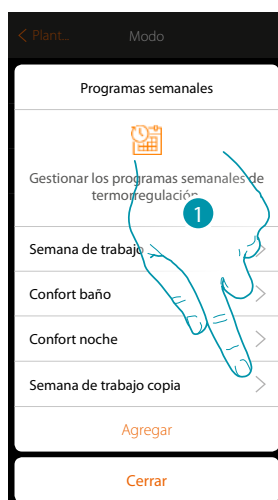 Plant... Modo
Programas semanales
Gestionar los programas semanales de
termorregulación
1
Semana de trabajo
Confort baño
Confort noche
Semana de trabajo copia
Agregar
Cerrar